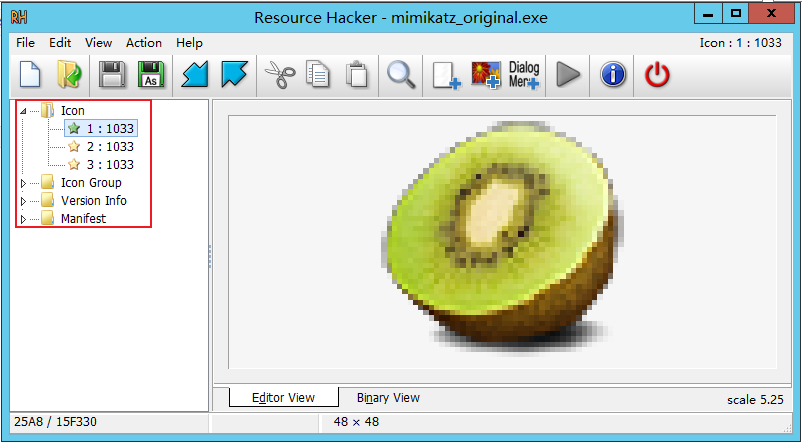 RH Resource Hacker - mimikatz_original.exe
File Edit View Action Help Icon : 1 : 1033
As Dialog
Mer+
Icon
1 : 1033
2 : 1033
3 : 1033
Icon Group
Version Info
Manifest
Editor View Binary View scale 5.25
25A8 / 15F330 48 × 48